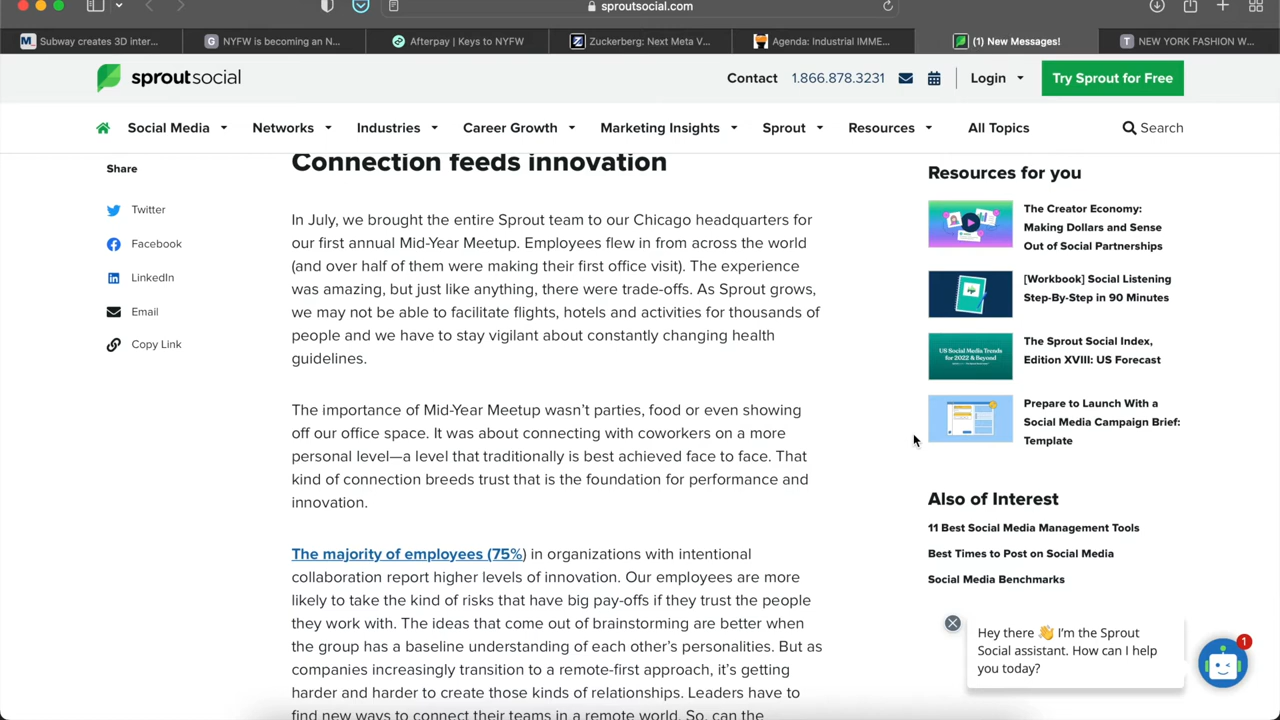 sproutsocial.com
Subway creates 3D inter...
G NYFW is becoming an N...
Afterpay | Keys to NYFW
Zuckerberg: Next Meta V...
Agenda: Industrial IMME...
(1) New Messages!
T NEW YORK FASHION W...
sproutsocial
Contact 1.866.878.3231 Login Try Sprout for Free
Social Media Networks Industries Career Growth Marketing Insights Sprout Resources All Topics Search
Share
Twitter
Facebook
LinkedIn
Email
Copy Link
Connection feeds innovation
In July, we brought the entire Sprout team to our Chicago headquarters for
our first annual Mid-Year Meetup. Employees flew in from across the world
(and over half of them were making their first office visit). The experience
was amazing, but just like anything, there were trade-offs. As Sprout grows,
we may not be able to facilitate flights, hotels and activities for thousands of
people and we have to stay vigilant about constantly changing health
guidelines.
The importance of Mid-Year Meetup wasn't parties, food or even showing
off our office space. It was about connecting with coworkers on a more
personal level—a level that traditionally is best achieved face to face. That
kind of connection breeds trust that is the foundation for performance and
innovation.
The majority of employees (75%) in organizations with intentional
collaboration report higher levels of innovation. Our employees are more
likely to take the kind of risks that have big pay-offs if they trust the people
they work with. The ideas that come out of brainstorming are better when
the group has a baseline understanding of each other's personalities. But as
companies increasingly transition to a remote-first approach, it's getting
harder and harder to create those kinds of relationships. Leaders have to
find new ways to connect their teams in a remote world. So, can the
Resources for you
The Creator Economy:
Making Dollars and Sense
Out of Social Partnerships
[Workbook] Social Listening
Step-By-Step in 90 Minutes
US Social Media Trends
for 2022 & Beyond
The Sprout Social Index,
Edition XVIII: US Forecast
Prepare to Launch With a
Social Media Campaign Brief:
Template
Also of Interest
11 Best Social Media Management Tools
Best Times to Post on Social Media
Social Media Benchmarks
Hey there 👋 I'm the Sprout
Social assistant. How can I help
you today?
1